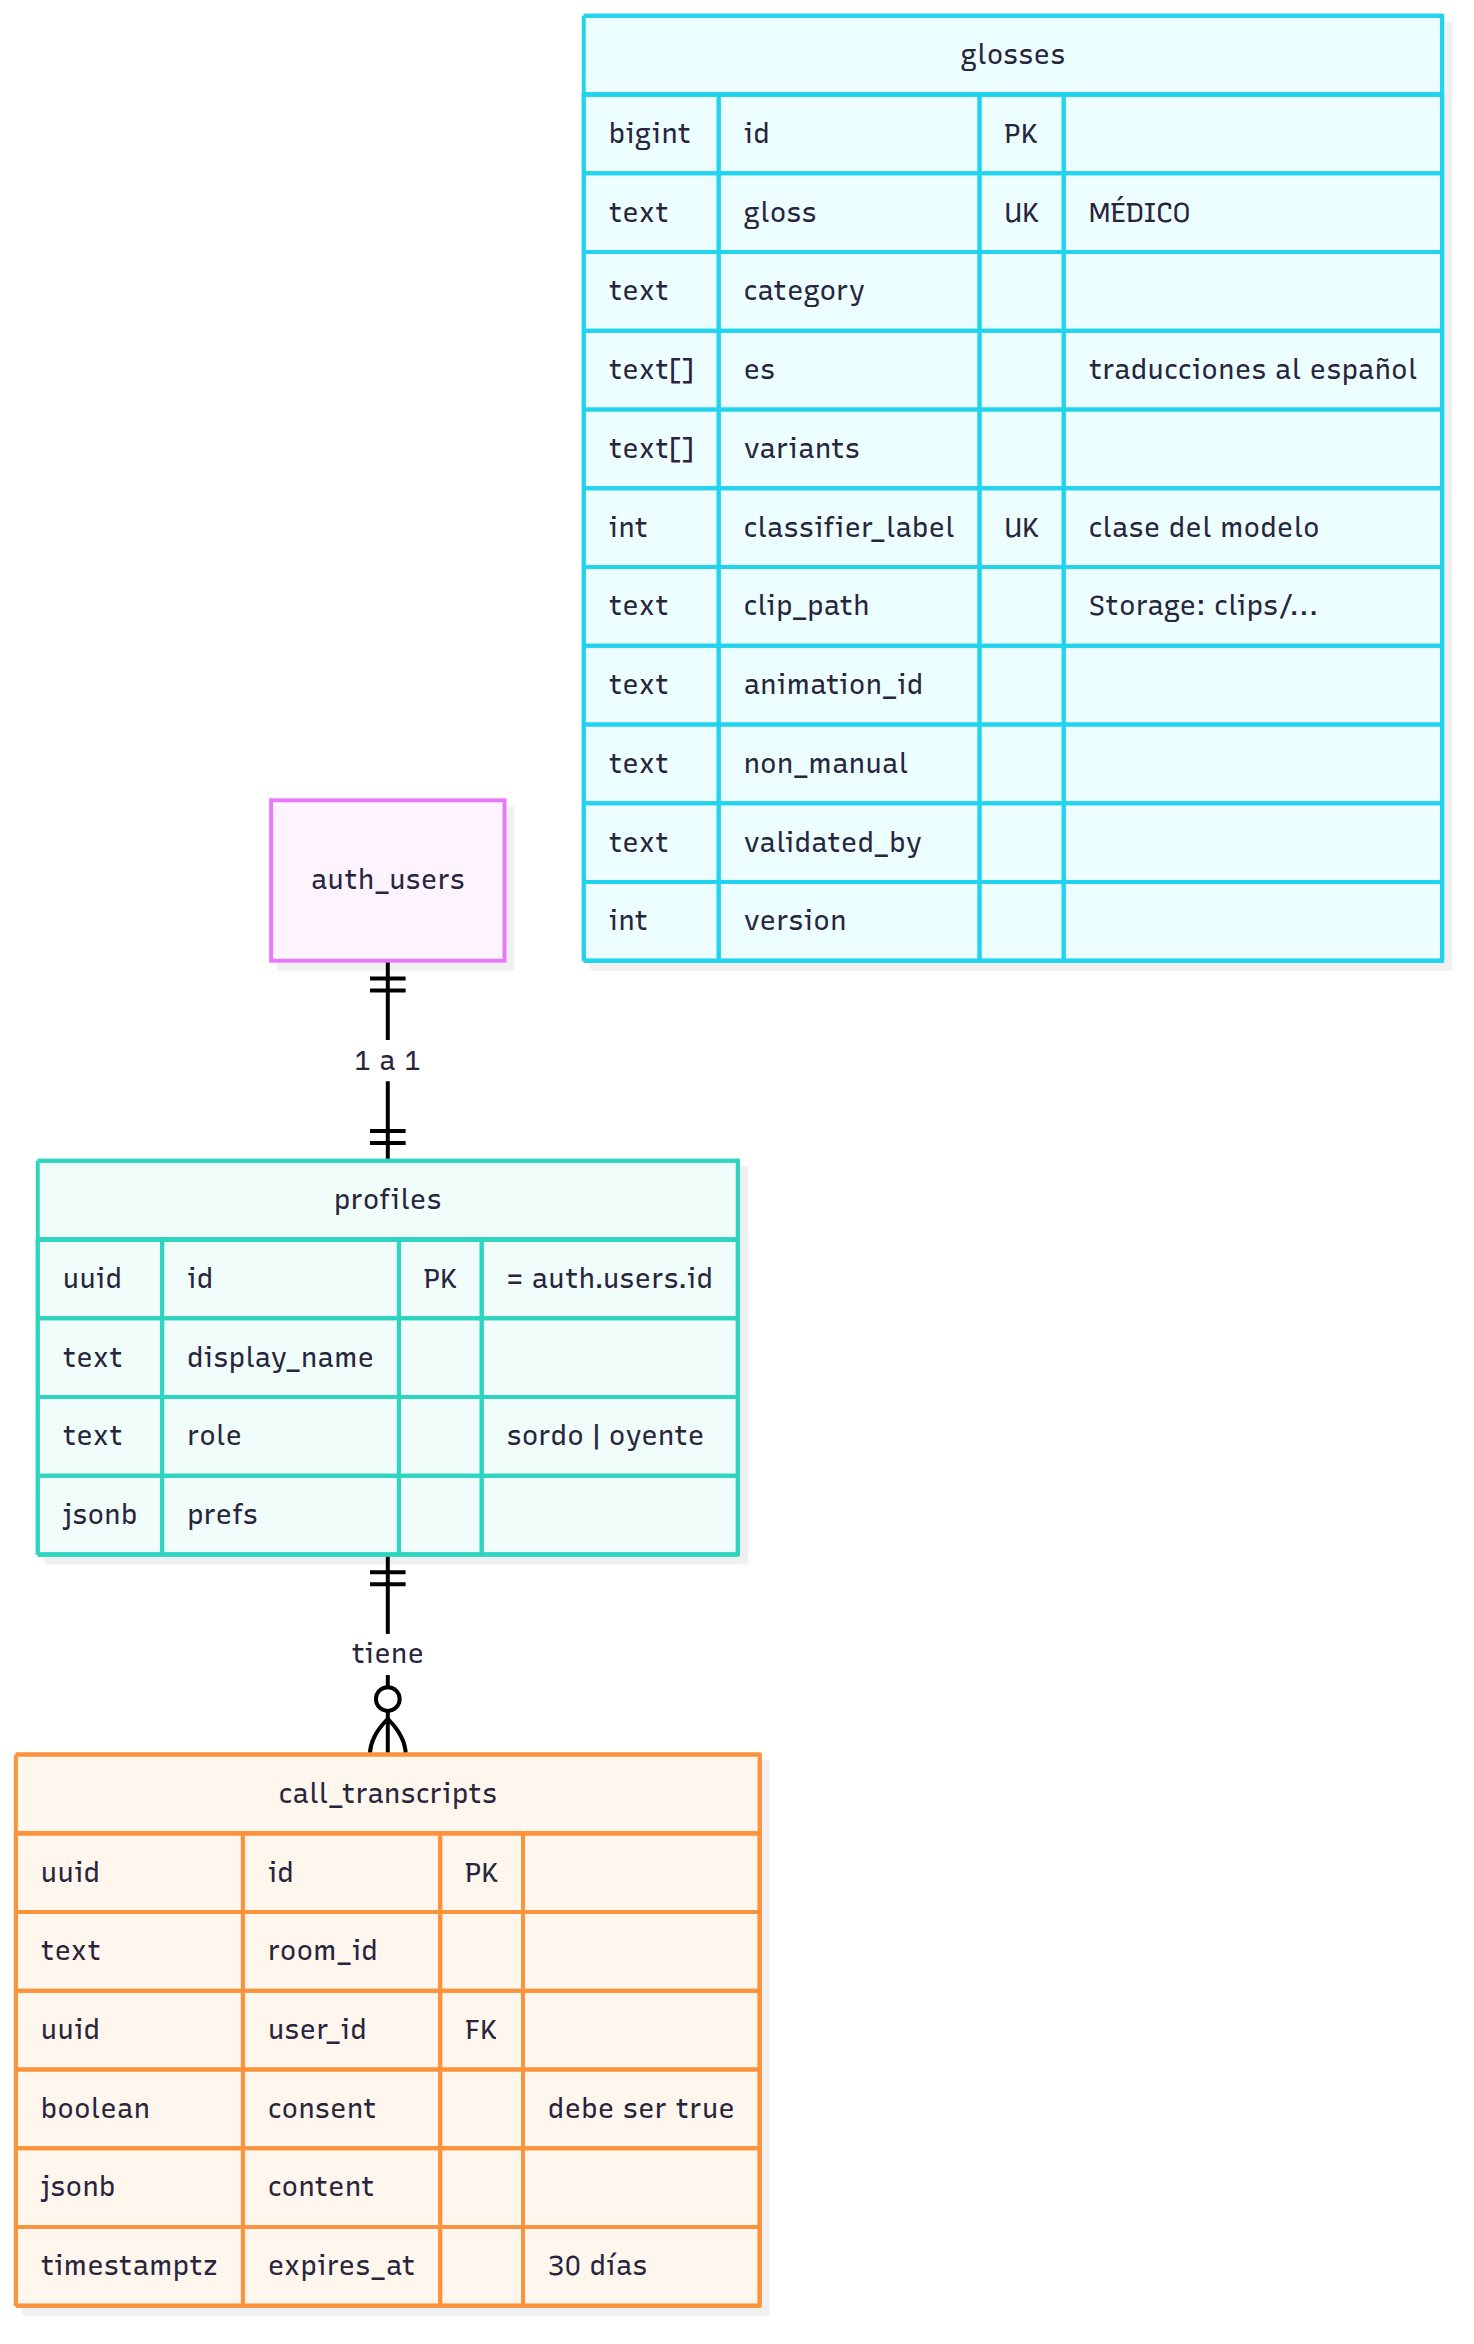 glosses
bigint id PK
text gloss UK MÉDICO
text category
text[] es traducciones al español
text[] variants
int classifier_label UK clase del modelo
text clip_path Storage: clips/...
text animation_id
text non_manual
text validated_by
int version
auth_users
1 a 1
profiles
uuid id PK = auth.users.id
text display_name
text role sordo | oyente
jsonb prefs
tiene
call_transcripts
uuid id PK
text room_id
uuid user_id FK
boolean consent debe ser true
jsonb content
timestamptz expires_at 30 días